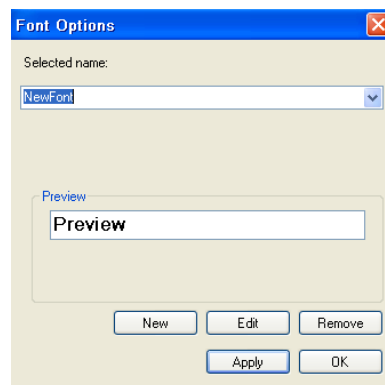 Font Options
Selected name:
NewFont
Preview
Preview
New Edit Remove
Apply OK